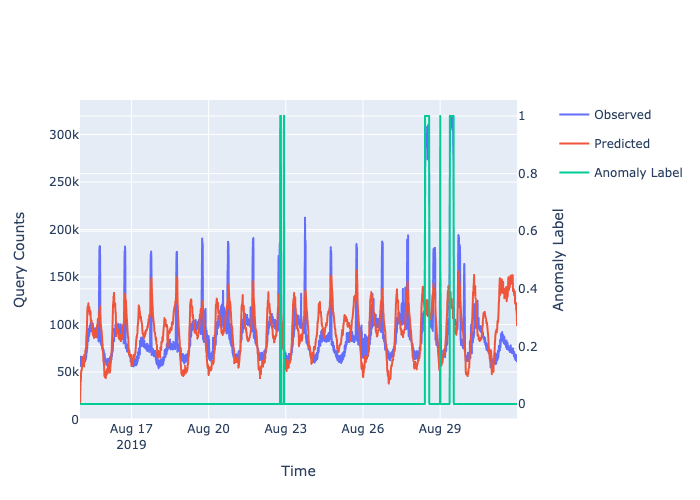 Observed
Predicted
Anomaly Label
300k
250k
200k
150k
100k
50k
0
1
0.8
0.6
0.4
0.2
0
Query Counts
Anomaly Label
Aug 17
2019
Aug 20
Aug 23
Aug 26
Aug 29
Time